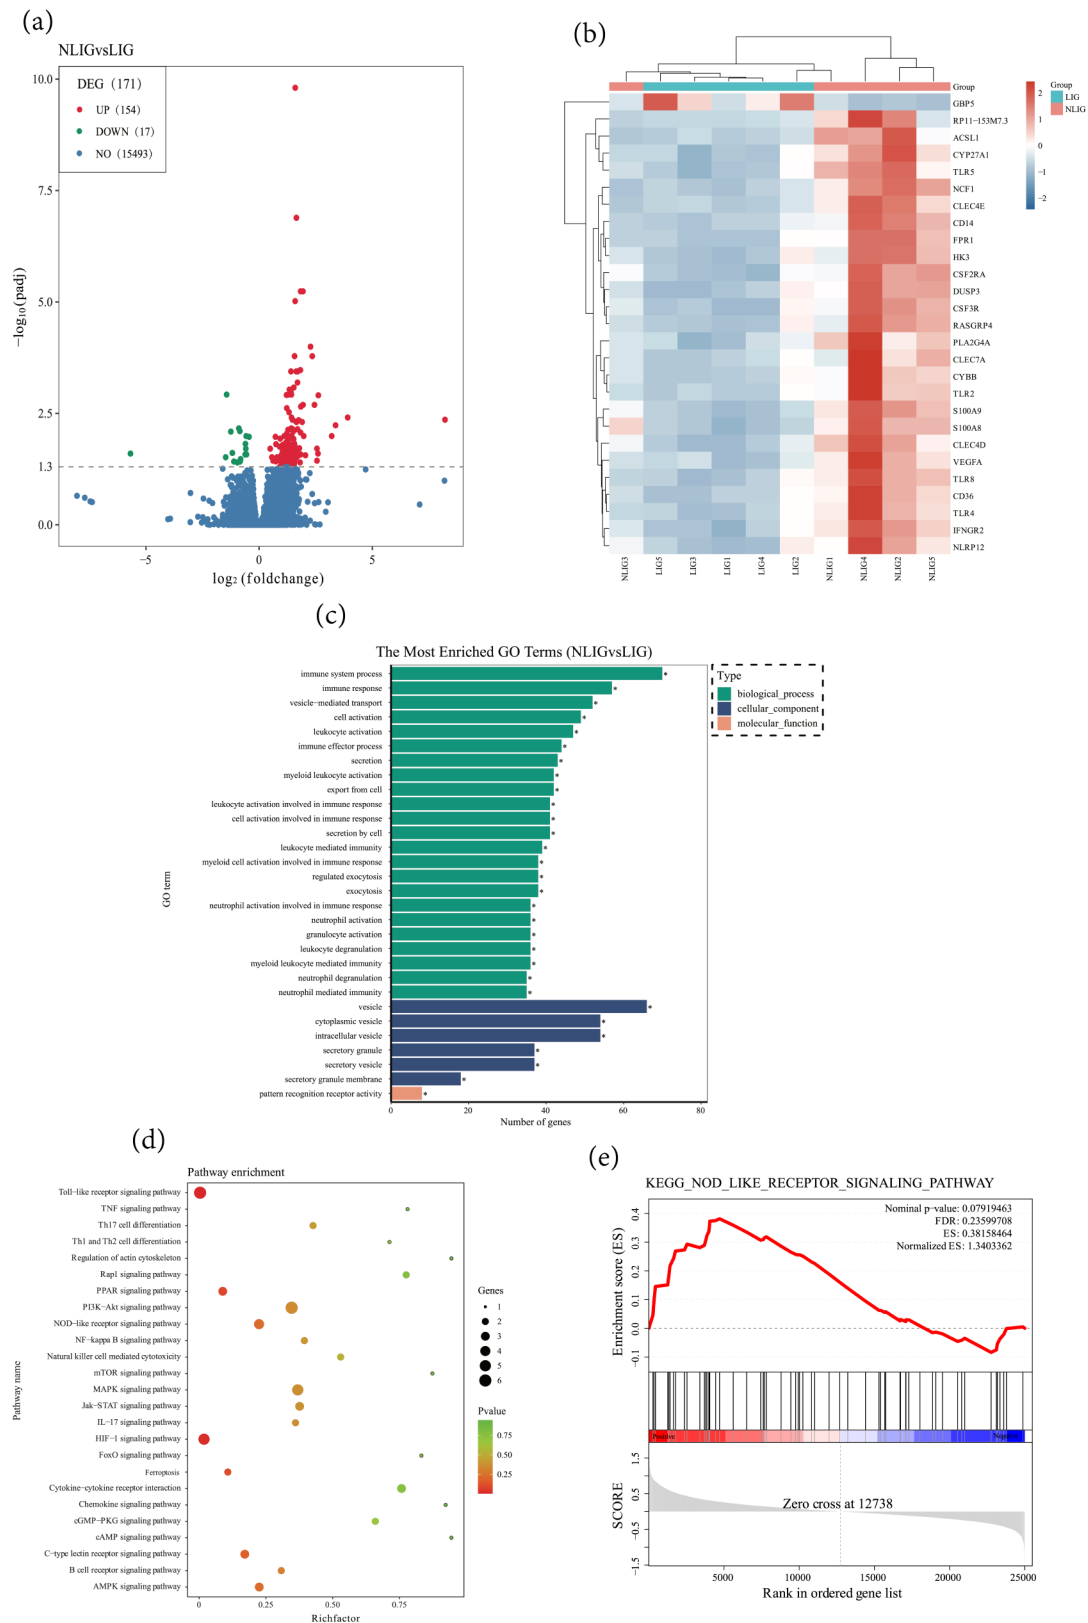 (a)
NLIGvsLIG
DEG (171)
UP (154)
DOWN (17)
NO (15493)
10.0
7.5
5.0
2.5
1.3
0.0
−log10(padj)
−5
0
5
log2 (foldchange)
(b)
Group
GBP5
RP11−153M7.3
ACSL1
CYP27A1
TLR5
NCF1
CLEC4E
CD14
FPR1
HK3
CSF2RA
DUSP3
CSF3R
RASGRP4
PLA2G4A
CLEC7A
CYBB
TLR2
S100A9
S100A8
CLEC4D
VEGFA
TLR8
CD36
TLR4
IFNGR2
NLRP12
NLIG3
LIG5
LIG3
LIG1
LIG4
LIG2
NLIG1
NLIG4
NLIG2
NLIG5
2
1
0
−1
−2
Group
LIG
NLIG
(c)
The Most Enriched GO Terms (NLIGvsLIG)
GO term
immune system process
immune response
vesicle−mediated transport
cell activation
leukocyte activation
immune effector process
secretion
myeloid leukocyte activation
export from cell
leukocyte activation involved in immune response
cell activation involved in immune response
secretion by cell
leukocyte mediated immunity
myeloid cell activation involved in immune response
regulated exocytosis
exocytosis
neutrophil activation involved in immune response
neutrophil activation
granulocyte activation
leukocyte degranulation
myeloid leukocyte mediated immunity
neutrophil degranulation
neutrophil mediated immunity
vesicle
cytoplasmic vesicle
intracellular vesicle
secretory granule
secretory vesicle
secretory granule membrane
pattern recognition receptor activity
0
20
40
60
80
Number of genes
Type
biological_process
cellular_component
molecular_function
(d)
Pathway enrichment
Pathway name
Toll−like receptor signaling pathway
TNF signaling pathway
Th17 cell differentiation
Th1 and Th2 cell differentiation
Regulation of actin cytoskeleton
Rap1 signaling pathway
PPAR signaling pathway
PI3K−Akt signaling pathway
NOD−like receptor signaling pathway
NF−kappa B signaling pathway
Natural killer cell mediated cytotoxicity
mTOR signaling pathway
MAPK signaling pathway
Jak−STAT signaling pathway
IL−17 signaling pathway
HIF−1 signaling pathway
FoxO signaling pathway
Ferroptosis
Cytokine−cytokine receptor interaction
Chemokine signaling pathway
cGMP−PKG signaling pathway
cAMP signaling pathway
C−type lectin receptor signaling pathway
B cell receptor signaling pathway
AMPK signaling pathway
0
0.25
0.50
0.75
Richfactor
Genes
1
2
3
4
5
6
Pvalue
0.75
0.50
0.25
(e)
KEGG_NOD_LIKE_RECEPTOR_SIGNALING_PATHWAY
Nominal p−value: 0.07919463
FDR: 0.23599708
ES: 0.38158464
Normalized ES: 1.3403362
Enrichment score (ES)
0.4
0.3
0.2
0.1
0.0
−0.1
Positive
Negative
SCORE
1.5
0.5
−0.5
−1.5
Zero cross at 12738
5000
10000
15000
20000
25000
Rank in ordered gene list